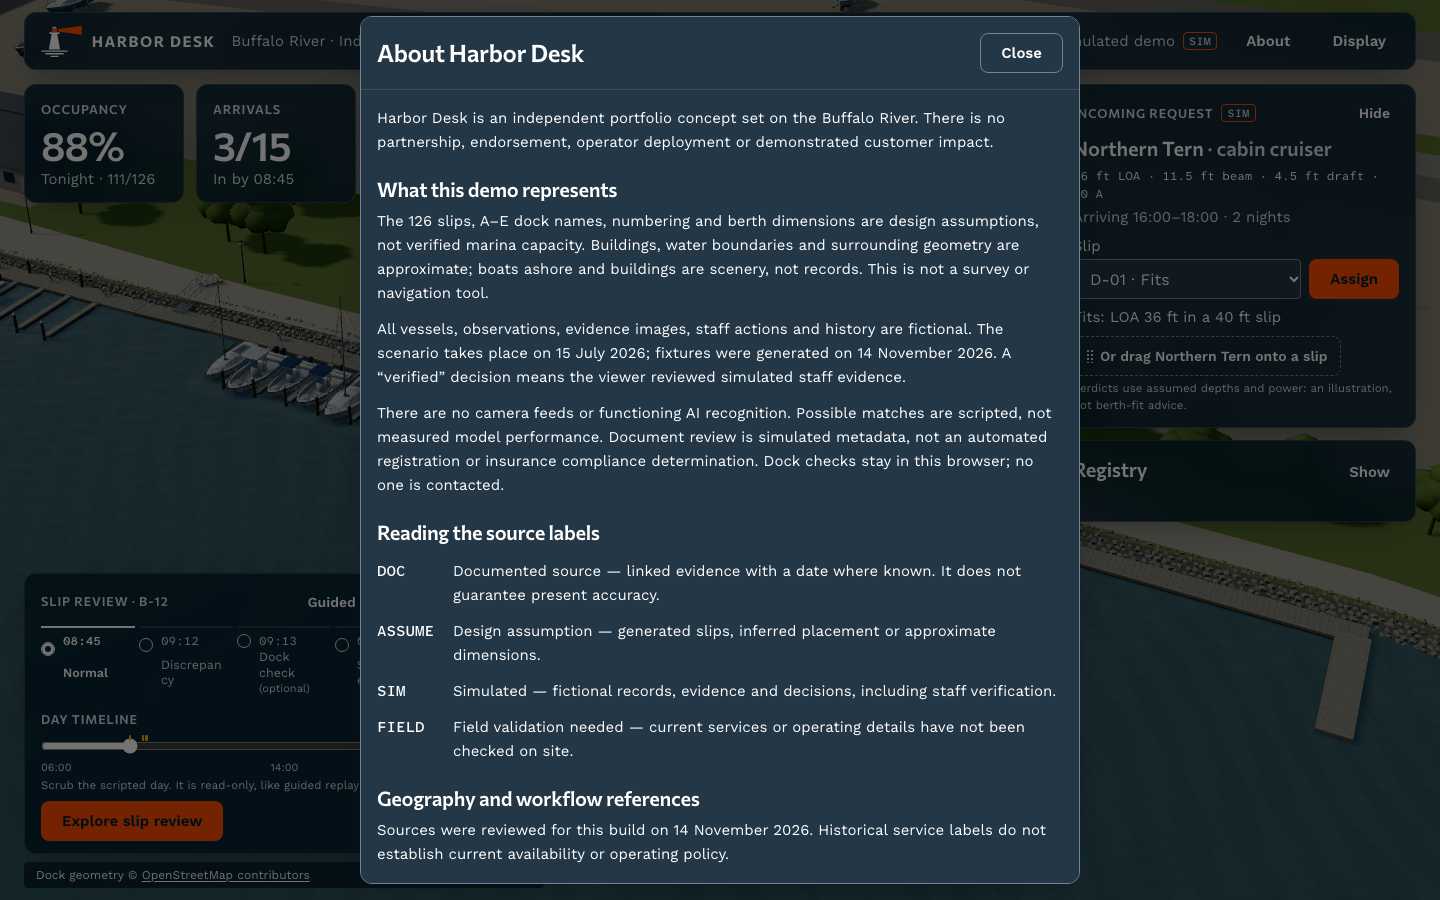 HARBOR DESK
Buffalo River · Ind
ulated demo SIM
About
Display
OCCUPANCY
88%
Tonight · 111/126
ARRIVALS
3/15
In by 08:45
About Harbor Desk
Close
Harbor Desk is an independent portfolio concept set on the Buffalo River. There is no
partnership, endorsement, operator deployment or demonstrated customer impact.
What this demo represents
The 126 slips, A–E dock names, numbering and berth dimensions are design assumptions,
not verified marina capacity. Buildings, water boundaries and surrounding geometry are
approximate; boats ashore and buildings are scenery, not records. This is not a survey or
navigation tool.
All vessels, observations, evidence images, staff actions and history are fictional. The
scenario takes place on 15 July 2026; fixtures were generated on 14 November 2026. A
“verified” decision means the viewer reviewed simulated staff evidence.
There are no camera feeds or functioning AI recognition. Possible matches are scripted, not
measured model performance. Document review is simulated metadata, not an automated
registration or insurance compliance determination. Dock checks stay in this browser; no
one is contacted.
Reading the source labels
DOC Documented source — linked evidence with a date where known. It does not
guarantee present accuracy.
ASSUME Design assumption — generated slips, inferred placement or approximate
dimensions.
SIM Simulated — fictional records, evidence and decisions, including staff verification.
FIELD Field validation needed — current services or operating details have not been
checked on site.
Geography and workflow references
Sources were reviewed for this build on 14 November 2026. Historical service labels do not
establish current availability or operating policy.
NCOMING REQUEST SIM
Hide
Northern Tern · cabin cruiser
6 ft LOA · 11.5 ft beam · 4.5 ft draft ·
0 A
Arriving 16:00–18:00 · 2 nights
Slip
D-01 · Fits
Assign
Fits: LOA 36 ft in a 40 ft slip
Or drag Northern Tern onto a slip
erdicts use assumed depths and power: an illustration,
ot berth-fit advice.
Registry
Show
SLIP REVIEW · B-12
Guided
08:45
Normal
09:12
Discrepan
cy
09:13
Dock
check
(optional)
DAY TIMELINE
06:00
14:00
Scrub the scripted day. It is read-only, like guided replay
Explore slip review
Dock geometry © OpenStreetMap contributors